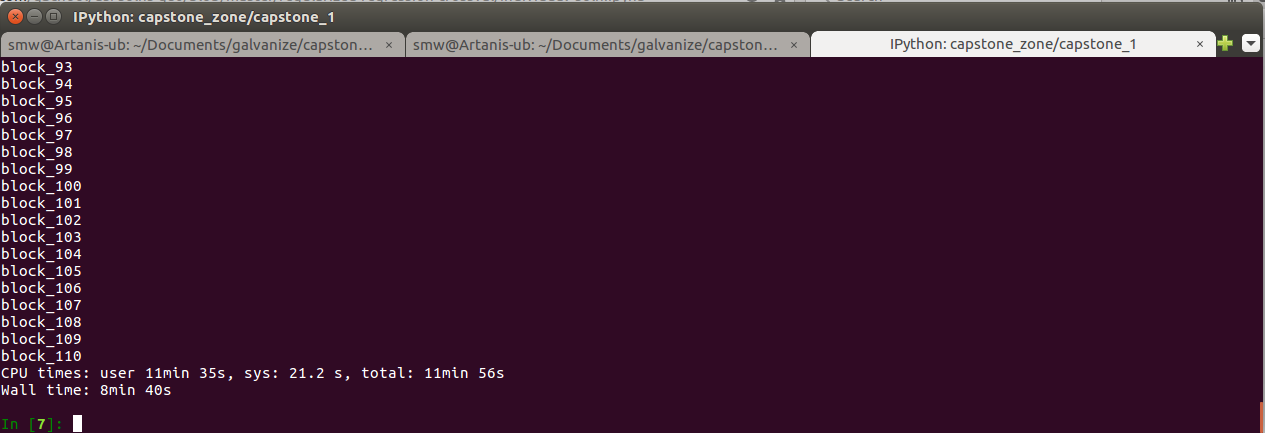 IPython: capstone_zone/capstone_1
smw@Artanis-ub: ~/Documents/galvanize/capston... × smw@Artanis-ub: ~/Documents/galvanize/capston... × IPython: capstone_zone/capstone_1 ×
block_93
block_94
block_95
block_96
block_97
block_98
block_99
block_100
block_101
block_102
block_103
block_104
block_105
block_106
block_107
block_108
block_109
block_110
CPU times: user 11min 35s, sys: 21.2 s, total: 11min 56s
Wall time: 8min 40s
In [7]: